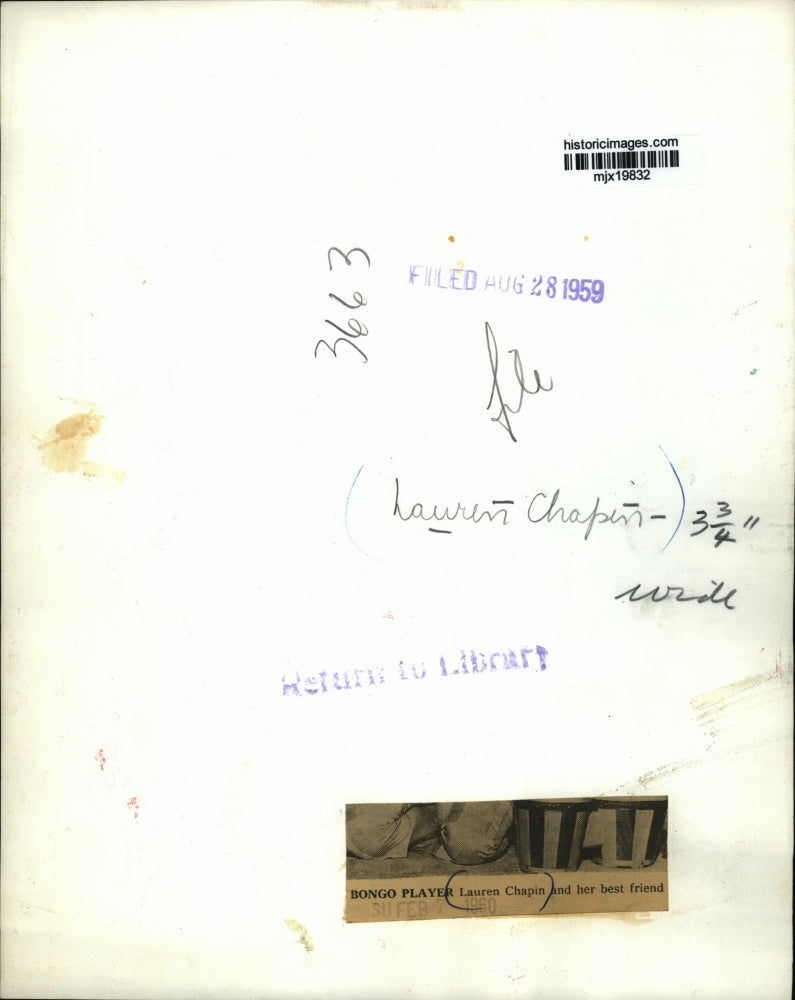 historicimages.com
mjx19832
3663
FILED AUG 28 1959
file
(Lauren Chapin-) 3 3/4"
wide
Return to Library
BONGO PLAYER (Lauren Chapin) and her best friend
SU FEB 7 1960